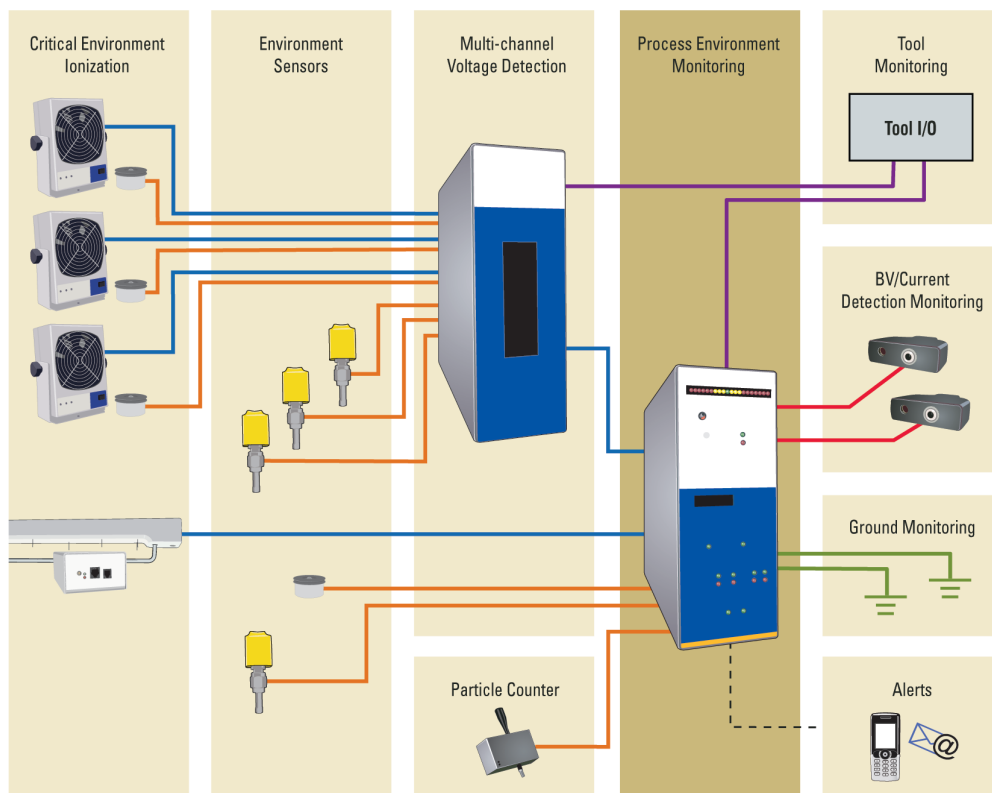 Critical Environment
Ionization
Environment
Sensors
Multi-channel
Voltage Detection
Process Environment
Monitoring
Tool
Monitoring
Tool I/O
BV/Current
Detection Monitoring
Ground Monitoring
Particle Counter
Alerts
@